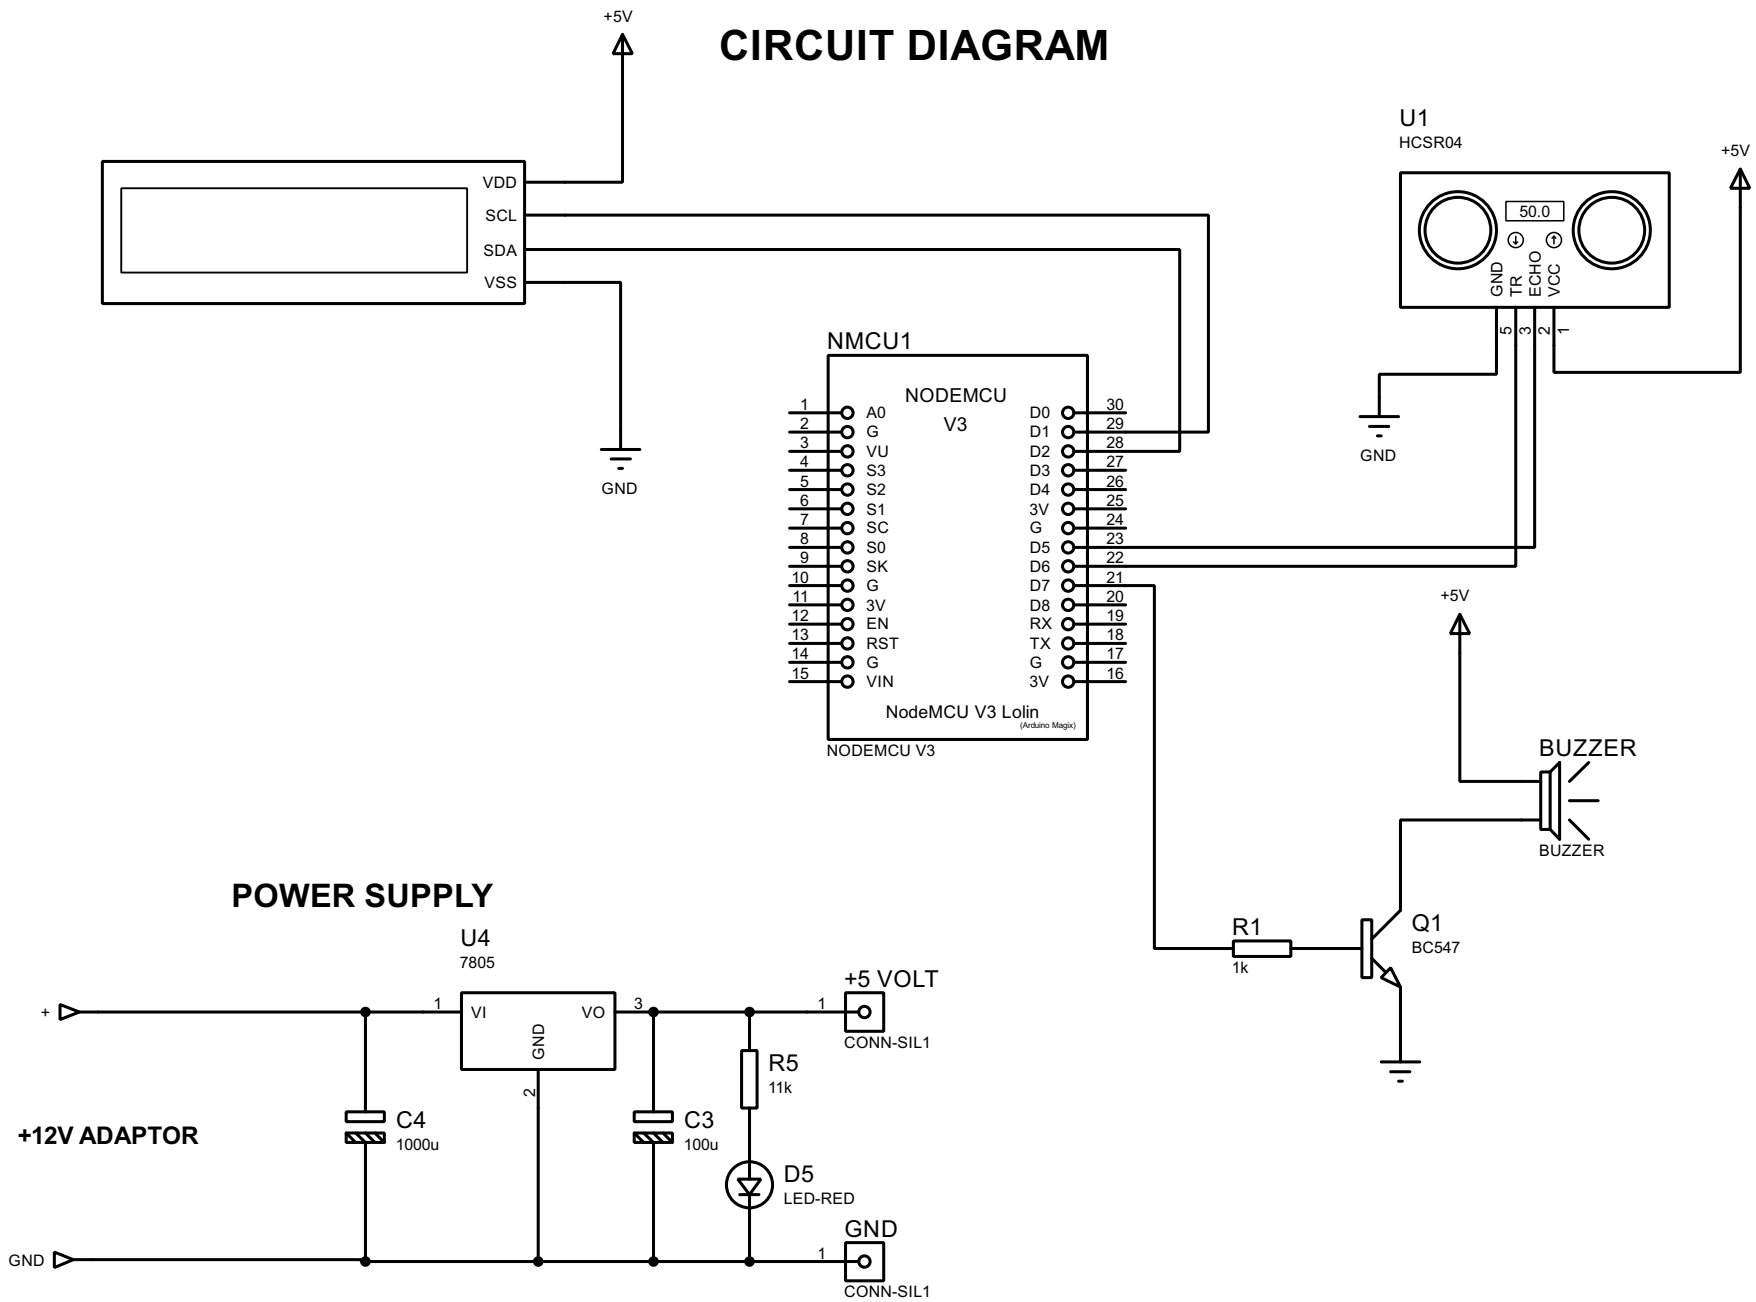 CIRCUIT DIAGRAM
+5V
VDD
SCL
SDA
VSS
GND
U1
HCSR04
+5V
50.0
GND
TR
ECHO
VCC
5
3
2
1
GND
NMCU1
NODEMCU
V3
1 A0
2 G
3 VU
4 S3
5 S2
6 S1
7 SC
8 S0
9 SK
10 G
11 3V
12 EN
13 RST
14 G
15 VIN
D0 30
D1 29
D2 28
D3 27
D4 26
3V 25
G 24
D5 23
D6 22
D7 21
D8 20
RX 19
TX 18
G 17
3V 16
NodeMCU V3 Lolin
(Arduino Magix)
NODEMCU V3
+5V
BUZZER
BUZZER
R1
1k
Q1
BC547
POWER SUPPLY
U4
7805
+
1
VI
VO
3
GND
2
+5 VOLT
1
CONN-SIL1
R5
11k
+12V ADAPTOR
C4
1000u
C3
100u
D5
LED-RED
GND
GND
1
CONN-SIL1